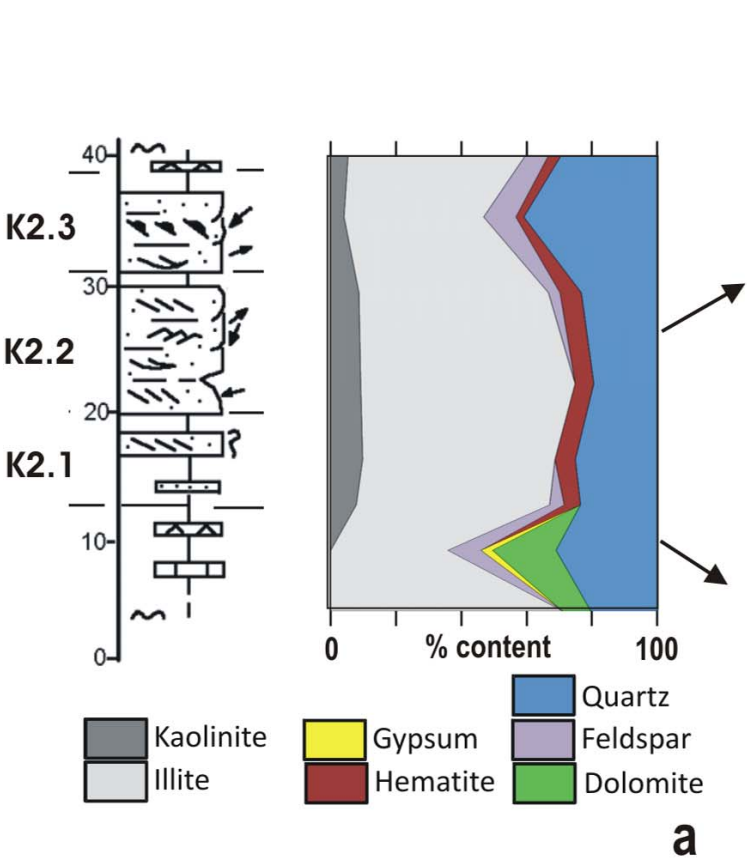 40
K2.3
30
K2.2
20
K2.1
10
0
0 % content 100
Quartz
Kaolinite Gypsum Feldspar
Illite Hematite Dolomite
a